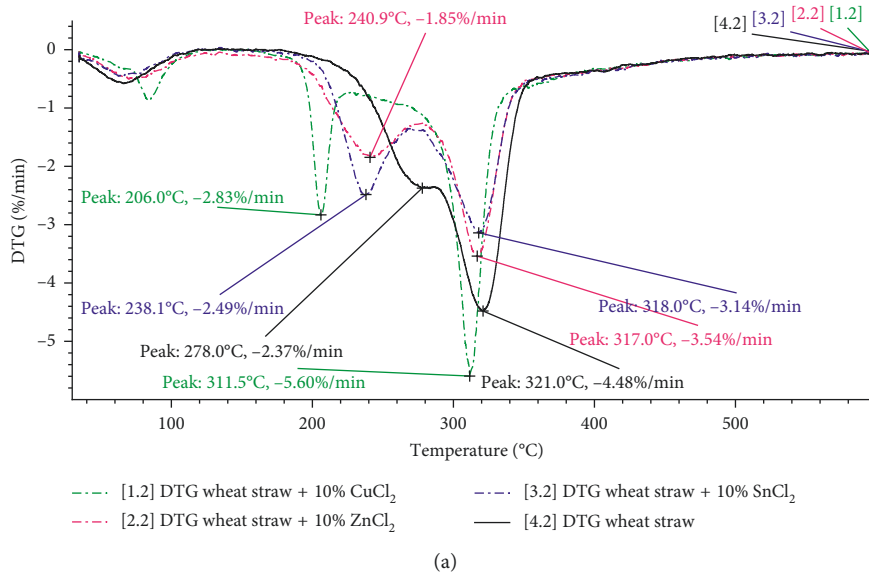 Peak: 240.9°C, –1.85%/min
[4.2] [3.2] [2.2] [1.2]
0
–1
–2
–3
–4
–5
DTG (%/min)
Peak: 206.0°C, –2.83%/min
Peak: 238.1°C, –2.49%/min
Peak: 278.0°C, –2.37%/min
Peak: 311.5°C, –5.60%/min
Peak: 318.0°C, –3.14%/min
Peak: 317.0°C, –3.54%/min
Peak: 321.0°C, –4.48%/min
100 200 300 400 500
Temperature (°C)
[1.2] DTG wheat straw + 10% CuCl₂
[2.2] DTG wheat straw + 10% ZnCl₂
[3.2] DTG wheat straw + 10% SnCl₂
[4.2] DTG wheat straw
(a)